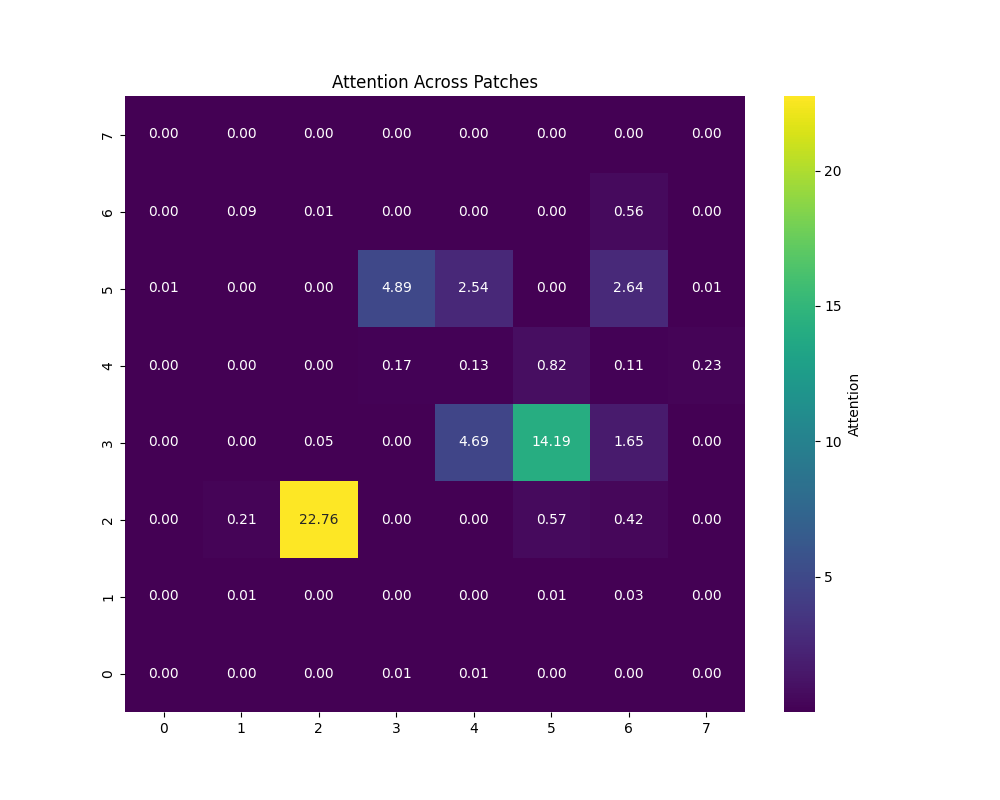 Attention Across Patches
7 0.00 0.00 0.00 0.00 0.00 0.00 0.00 0.00
20
6 0.00 0.09 0.01 0.00 0.00 0.00 0.56 0.00
5 0.01 0.00 0.00 4.89 2.54 0.00 2.64 0.01
15
4 0.00 0.00 0.00 0.17 0.13 0.82 0.11 0.23
Attention
3 0.00 0.00 0.05 0.00 4.69 14.19 1.65 0.00
10
2 0.00 0.21 22.76 0.00 0.00 0.57 0.42 0.00
5
1 0.00 0.01 0.00 0.00 0.00 0.01 0.03 0.00
0 0.00 0.00 0.00 0.01 0.01 0.00 0.00 0.00
0 1 2 3 4 5 6 7